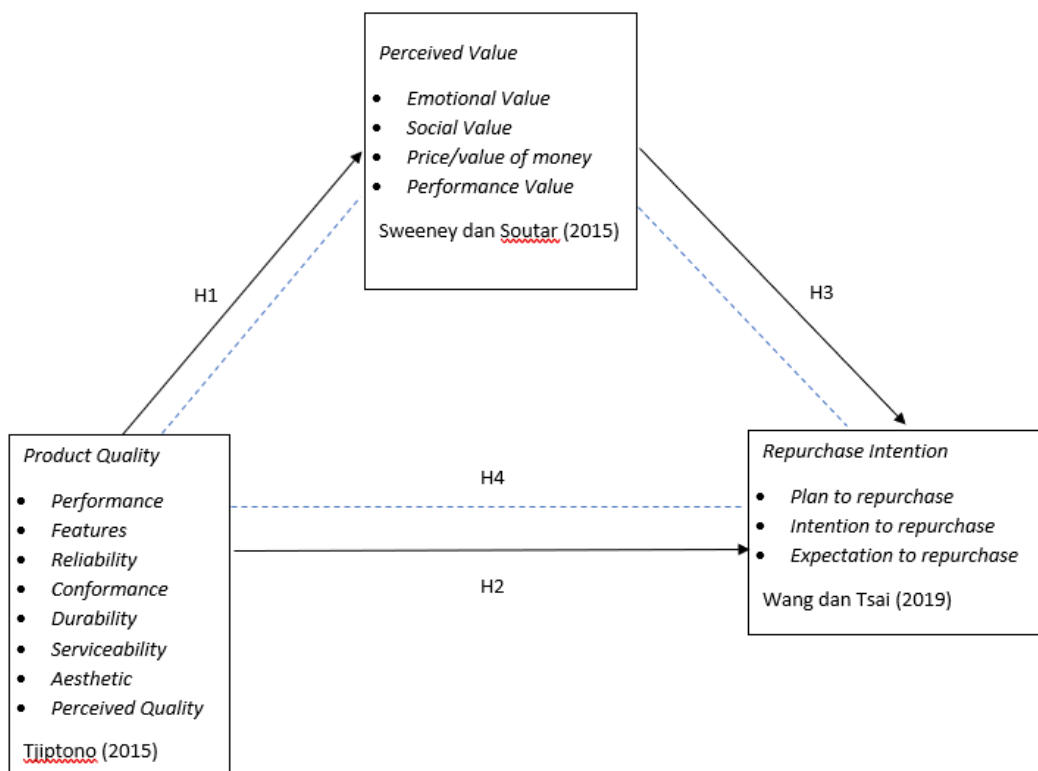 Perceived Value
• Emotional Value
• Social Value
• Price/value of money
• Performance Value
Sweeney dan Soutar (2015)
H1
H3
Product Quality
• Performance
• Features
• Reliability
• Conformance
• Durability
• Serviceability
• Aesthetic
• Perceived Quality
Tjiptono (2015)
H4
H2
Repurchase Intention
• Plan to repurchase
• Intention to repurchase
• Expectation to repurchase
Wang dan Tsai (2019)